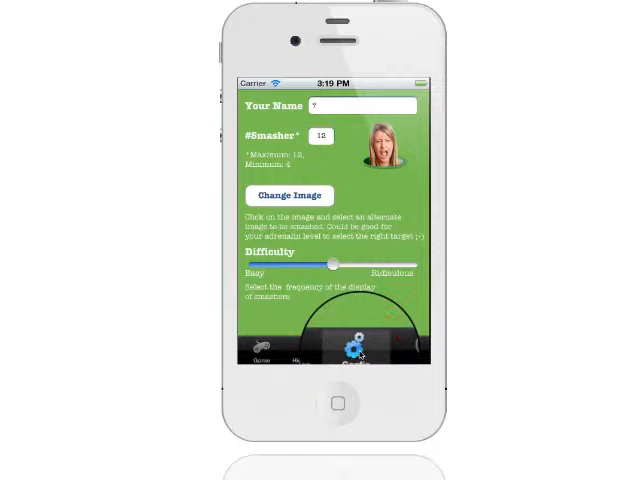 Carrier 3:19 PM
Your Name ?
#Smasher* 12
*Maximum: 12,
Minimum: 4
Change Image
Click on the image and select an alternate
image to be smashed. Could be good for
your adrenalin level to select the right target ;-)
Difficulty
Easy Ridiculous
Select the frequency of the display
of smashers
Game